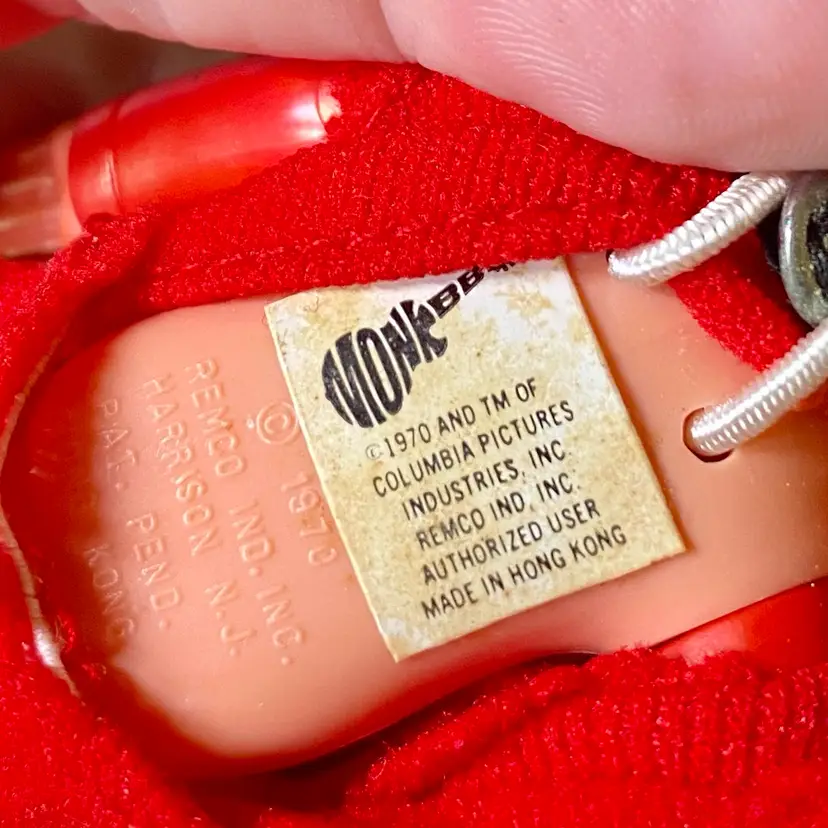 MONKEES
©1970 AND TM OF
COLUMBIA PICTURES
INDUSTRIES, INC.
REMCO IND, INC.
AUTHORIZED USER
MADE IN HONG KONG
© 1970
REMCO IND. INC.
HARRISON N.J.
PAT. PEND.
KONG